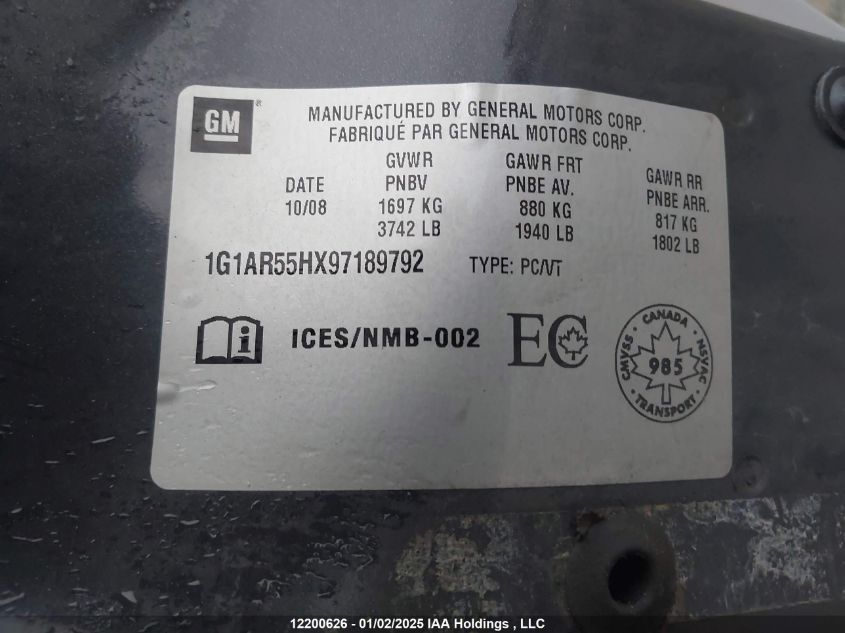 GM ®
MANUFACTURED BY GENERAL MOTORS CORP.
FABRIQUÉ PAR GENERAL MOTORS CORP.
DATE
10/08
GVWR
PNBV
1697 KG
3742 LB
GAWR FRT
PNBE AV.
880 KG
1940 LB
GAWR RR
PNBE ARR.
817 KG
1802 LB
1G1AR55HX97189792 TYPE: PC/VT
i ICES/NMB-002 EC
CANADA
CMVSS 985 NSVAC
TRANSPORT
12200626 - 01/02/2025 IAA Holdings , LLC